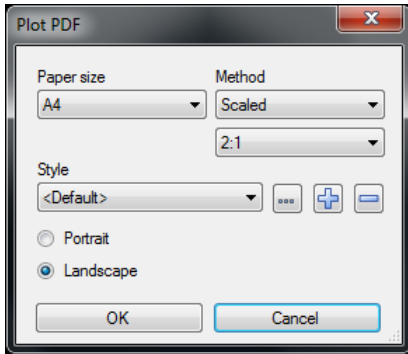 Plot PDF
Paper size Method
A4 Scaled
2:1
Style
<Default> ...
Portrait
Landscape
OK Cancel